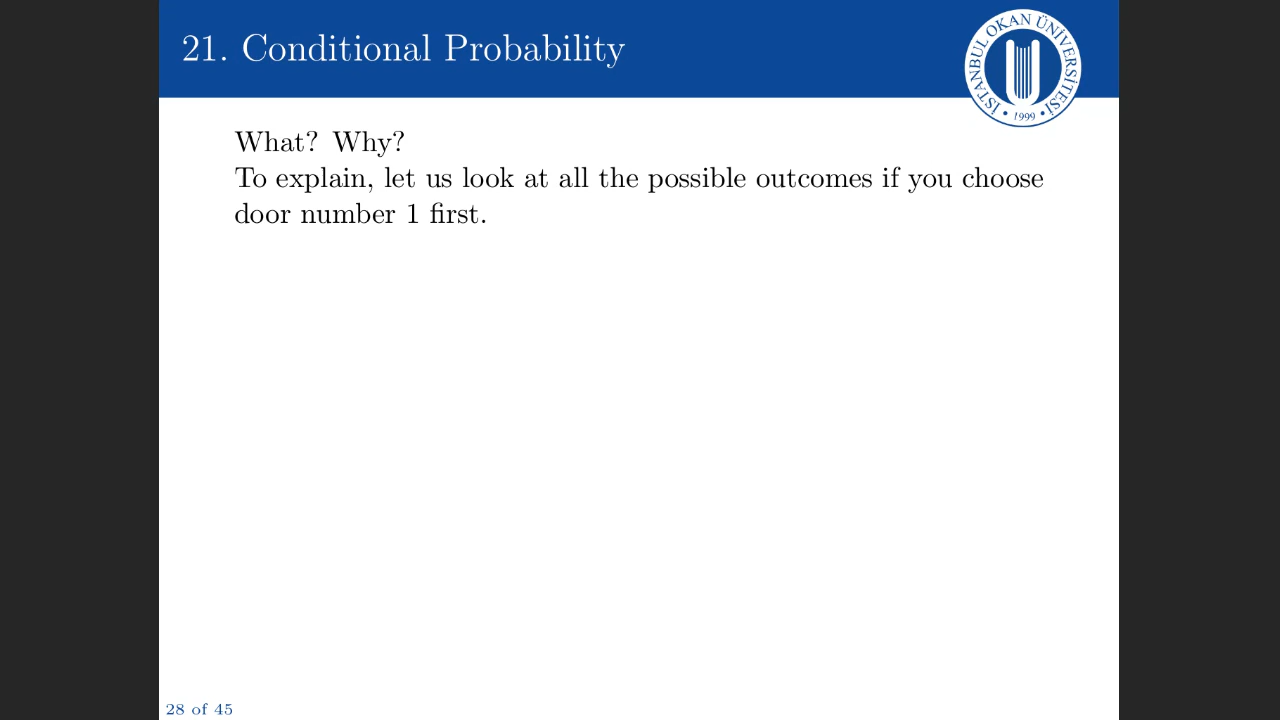 21. Conditional Probability
İSTANBUL OKAN ÜNİVERSİTESİ
• 1999 •
What? Why?
To explain, let us look at all the possible outcomes if you choose
door number 1 first.
28 of 45